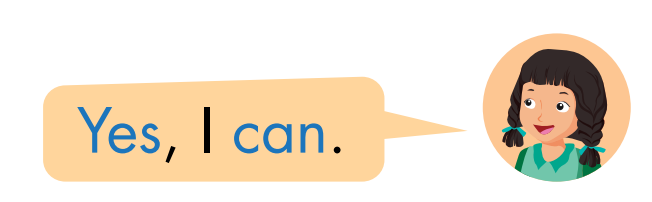 Yes, I can.